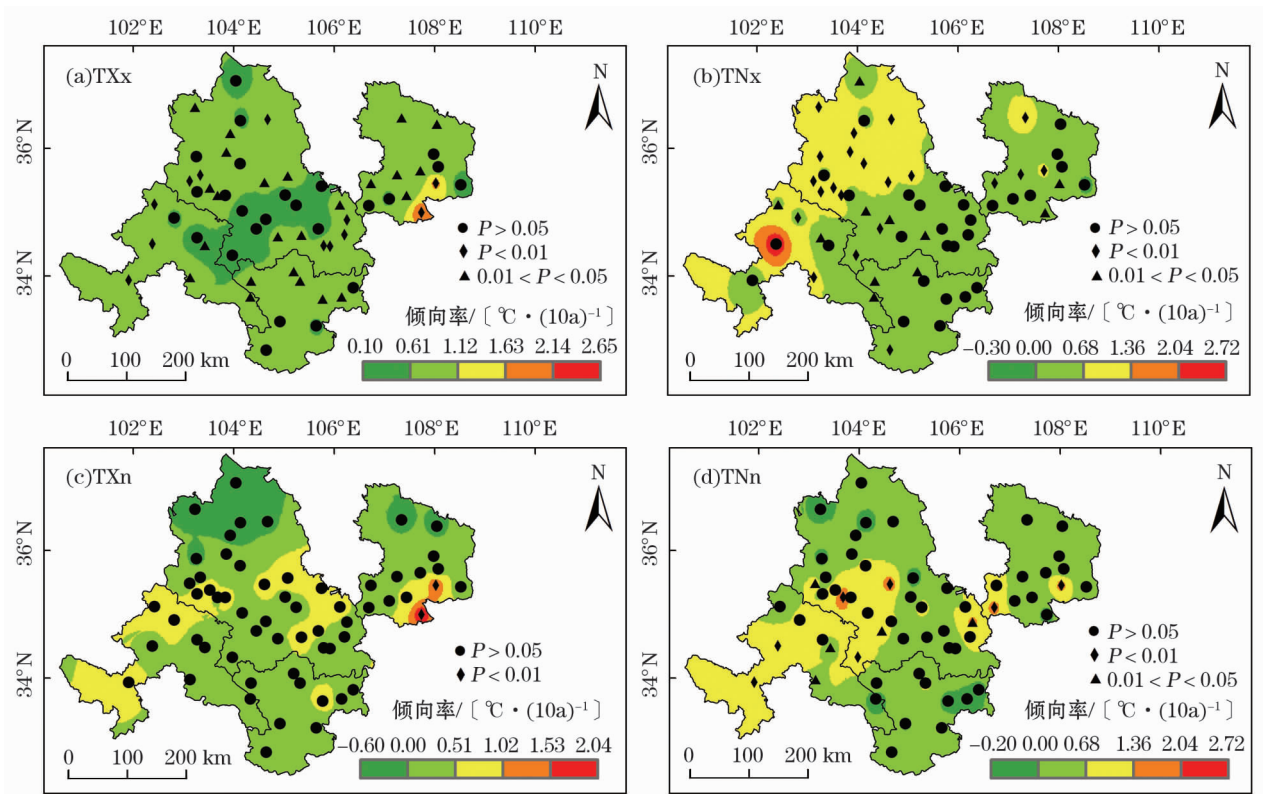 102°E 104°E 106°E 108°E 110°E
(a)TXx
N
36°N
34°N
P > 0.05
P < 0.01
0.01 < P < 0.05
倾向率/〔℃·(10a)⁻¹〕
0.10 0.61 1.12 1.63 2.14 2.65
0 100 200 km
102°E 104°E 106°E 108°E 110°E
(b)TNx
N
36°N
34°N
P > 0.05
P < 0.01
0.01 < P < 0.05
倾向率/〔℃·(10a)⁻¹〕
−0.30 0.00 0.68 1.36 2.04 2.72
0 100 200 km
102°E 104°E 106°E 108°E 110°E
(c)TXn
N
36°N
34°N
P > 0.05
P < 0.01
倾向率/〔℃·(10a)⁻¹〕
−0.60 0.00 0.51 1.02 1.53 2.04
0 100 200 km
102°E 104°E 106°E 108°E 110°E
(d)TNn
N
36°N
34°N
P > 0.05
P < 0.01
0.01 < P < 0.05
倾向率/〔℃·(10a)⁻¹〕
−0.20 0.00 0.68 1.36 2.04 2.72
0 100 200 km